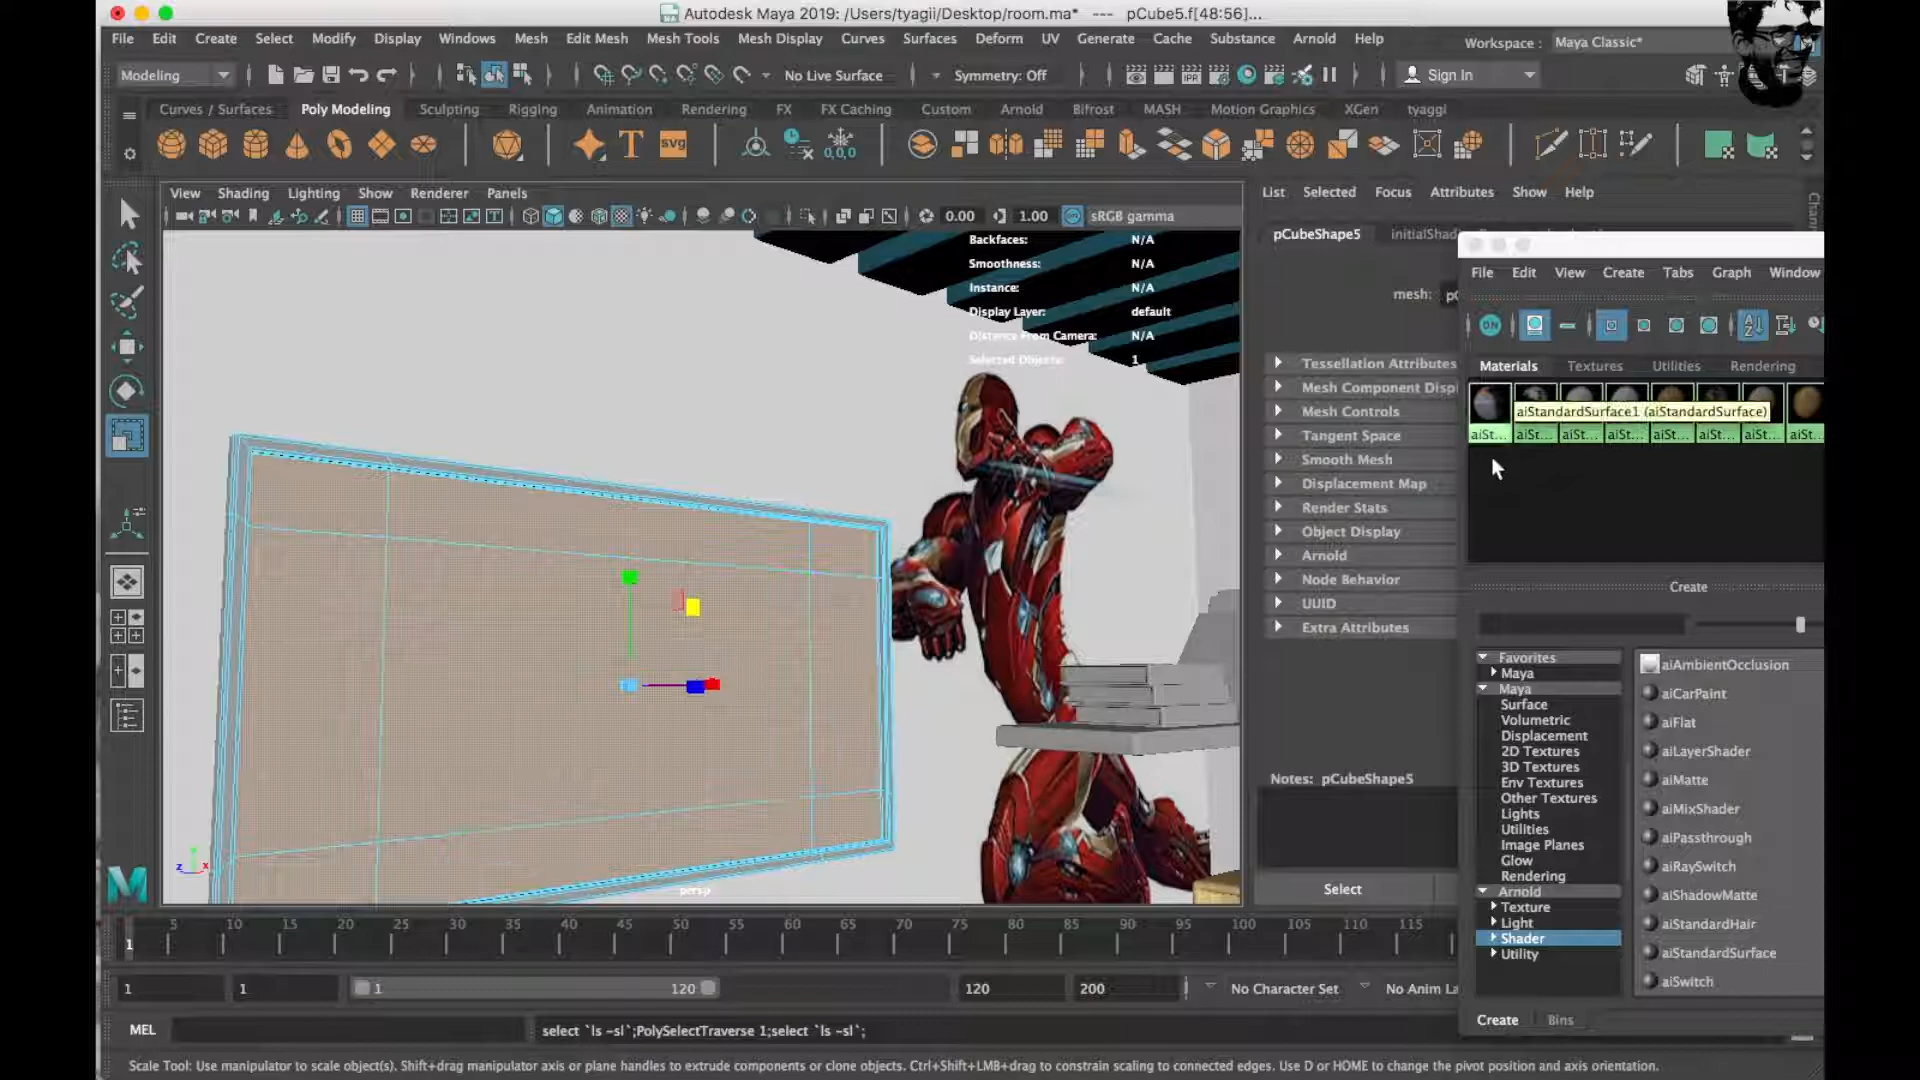 Autodesk Maya 2019: /Users/tyagii/Desktop/room.ma* --- pCube5.f[48:56]...
File Edit Create Select Modify Display Windows Mesh Edit Mesh Mesh Tools Mesh Display Curves Surfaces Deform UV Generate Cache Substance Arnold Help Workspace : Maya Classic*
Modeling No Live Surface Symmetry: Off Sign In
Curves / Surfaces Poly Modeling Sculpting Rigging Animation Rendering FX FX Caching Custom Arnold Bifrost MASH Motion Graphics XGen tyaggi
T SVG 0,0,0
View Shading Lighting Show Renderer Panels
0.00 1.00 sRGB gamma
List Selected Focus Attributes Show Help
pCubeShape5
Backfaces: N/A
Smoothness: N/A
Instance: N/A
Display Layer: default
Distance From Camera: N/A
Selected Objects: 1
persp
mesh:
Tessellation Attributes
Mesh Controls
Tangent Space
Smooth Mesh
Displacement Map
Render Stats
Object Display
Arnold
Node Behavior
UUID
Extra Attributes
Notes: pCubeShape5
Select
File Edit View Create Tabs Graph Window
ON
Materials Textures Utilities Rendering
aiStandardSurface1 (aiStandardSurface)
aiSt... aiSt... aiSt... aiSt... aiSt... aiSt... aiSt... aiSt...
Create
Favorites
Maya
Maya
Surface
Volumetric
Displacement
2D Textures
3D Textures
Env Textures
Other Textures
Lights
Utilities
Image Planes
Glow
Rendering
Arnold
Texture
Light
Shader
Utility
aiAmbientOcclusion
aiCarPaint
aiFlat
aiLayerShader
aiMatte
aiMixShader
aiPassthrough
aiRaySwitch
aiShadowMatte
aiStandardHair
aiStandardSurface
aiSwitch
Create Bins
5 10 15 20 25 30 35 40 45 50 55 60 65 70 75 80 85 90 95 100 105 110 115
1
1 1 1 120 120 200 No Character Set No Anim La
MEL select `ls -sl`;PolySelectTraverse 1;select `ls -sl`;
Scale Tool: Use manipulator to scale object(s). Shift+drag manipulator axis or plane handles to extrude components or clone objects. Ctrl+Shift+LMB+drag to constrain scaling to connected edges. Use D or HOME to change the pivot position and axis orientation.